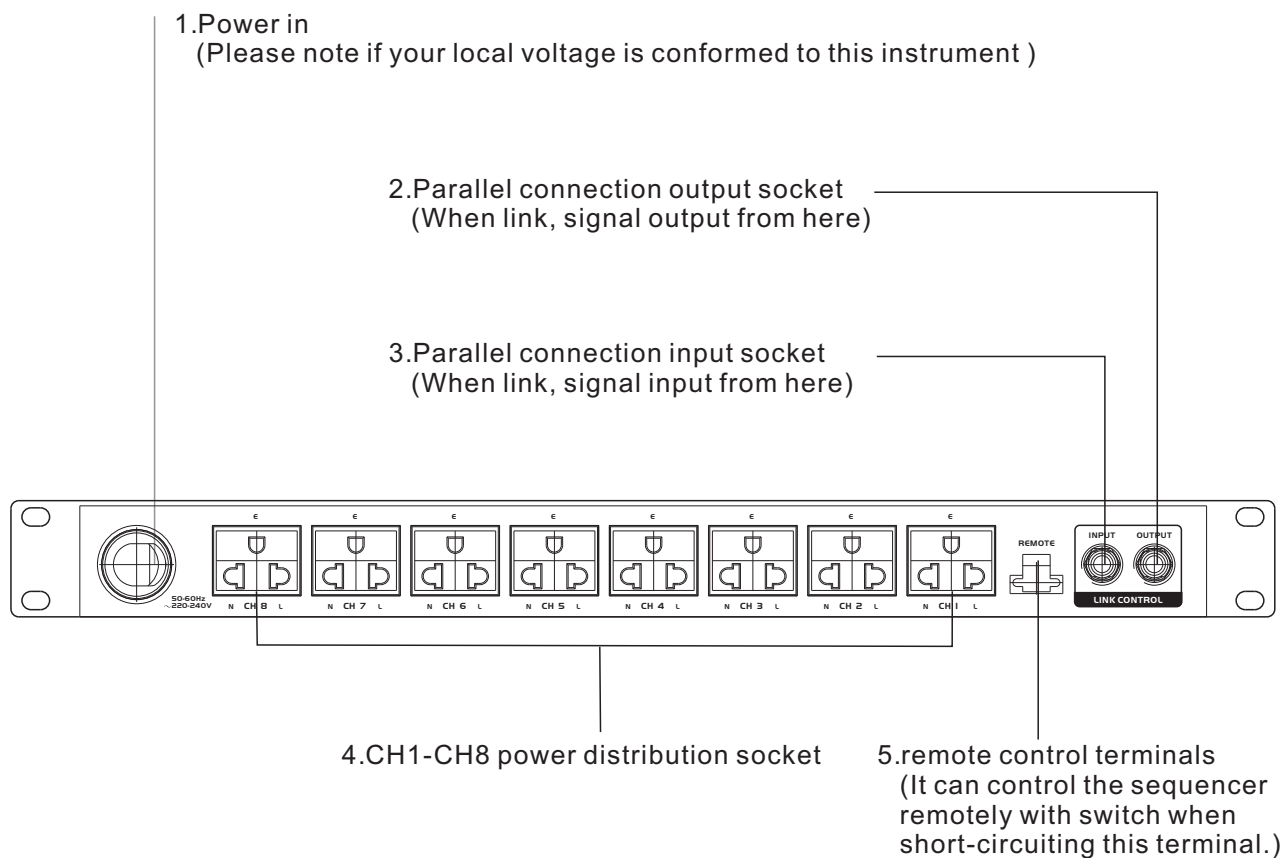 1.Power in
(Please note if your local voltage is conformed to this instrument )
2.Parallel connection output socket
(When link, signal output from here)
3.Parallel connection input socket
(When link, signal input from here)
Є Є Є Є Є Є Є Є
REMOTE
INPUT OUTPUT
50-60Hz
~220-240V
N CH 8 L N CH 7 L N CH 6 L N CH 5 L N CH 4 L N CH 3 L N CH 2 L N CH 1 L
LINK CONTROL
4.CH1-CH8 power distribution socket
5.remote control terminals
(It can control the sequencer
remotely with switch when
short-circuiting this terminal.)